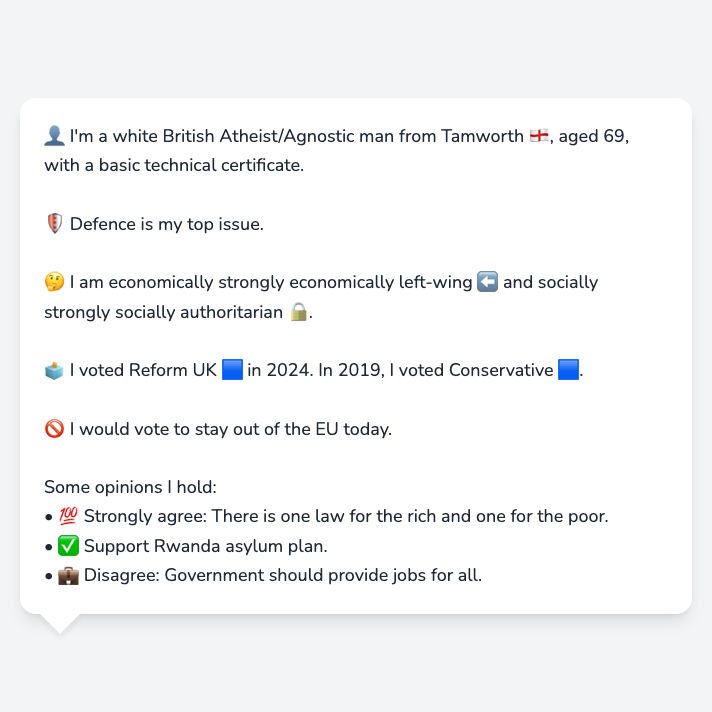 👤 I'm a white British Atheist/Agnostic man from Tamworth 🏴󠁧󠁢󠁥󠁮󠁧󠁿, aged 69,
with a basic technical certificate.
🛡️ Defence is my top issue.
🤔 I am economically strongly economically left-wing ⬅️ and socially
strongly socially authoritarian 🔒.
🗳️ I voted Reform UK 🟦 in 2024. In 2019, I voted Conservative 🟦.
🚫 I would vote to stay out of the EU today.
Some opinions I hold:
• 💯 Strongly agree: There is one law for the rich and one for the poor.
• ✅ Support Rwanda asylum plan.
• 💼 Disagree: Government should provide jobs for all.